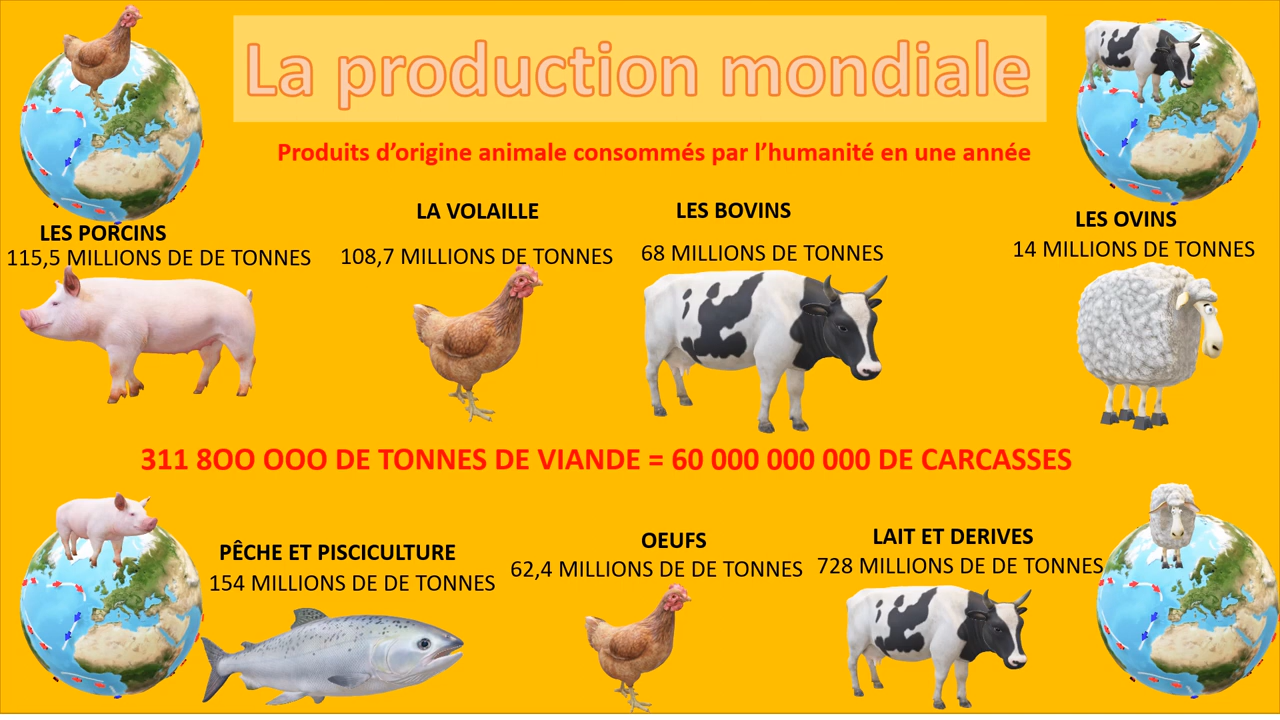 La production mondiale
Produits d’origine animale consommés par l’humanité en une année
LES PORCINS
115,5 MILLIONS DE DE TONNES
LA VOLAILLE
108,7 MILLIONS DE TONNES
LES BOVINS
68 MILLIONS DE TONNES
LES OVINS
14 MILLIONS DE TONNES
311 8OO OOO DE TONNES DE VIANDE = 60 000 000 000 DE CARCASSES
PÊCHE ET PISCICULTURE
154 MILLIONS DE DE TONNES
OEUFS
62,4 MILLIONS DE DE TONNES
LAIT ET DERIVES
728 MILLIONS DE DE TONNES